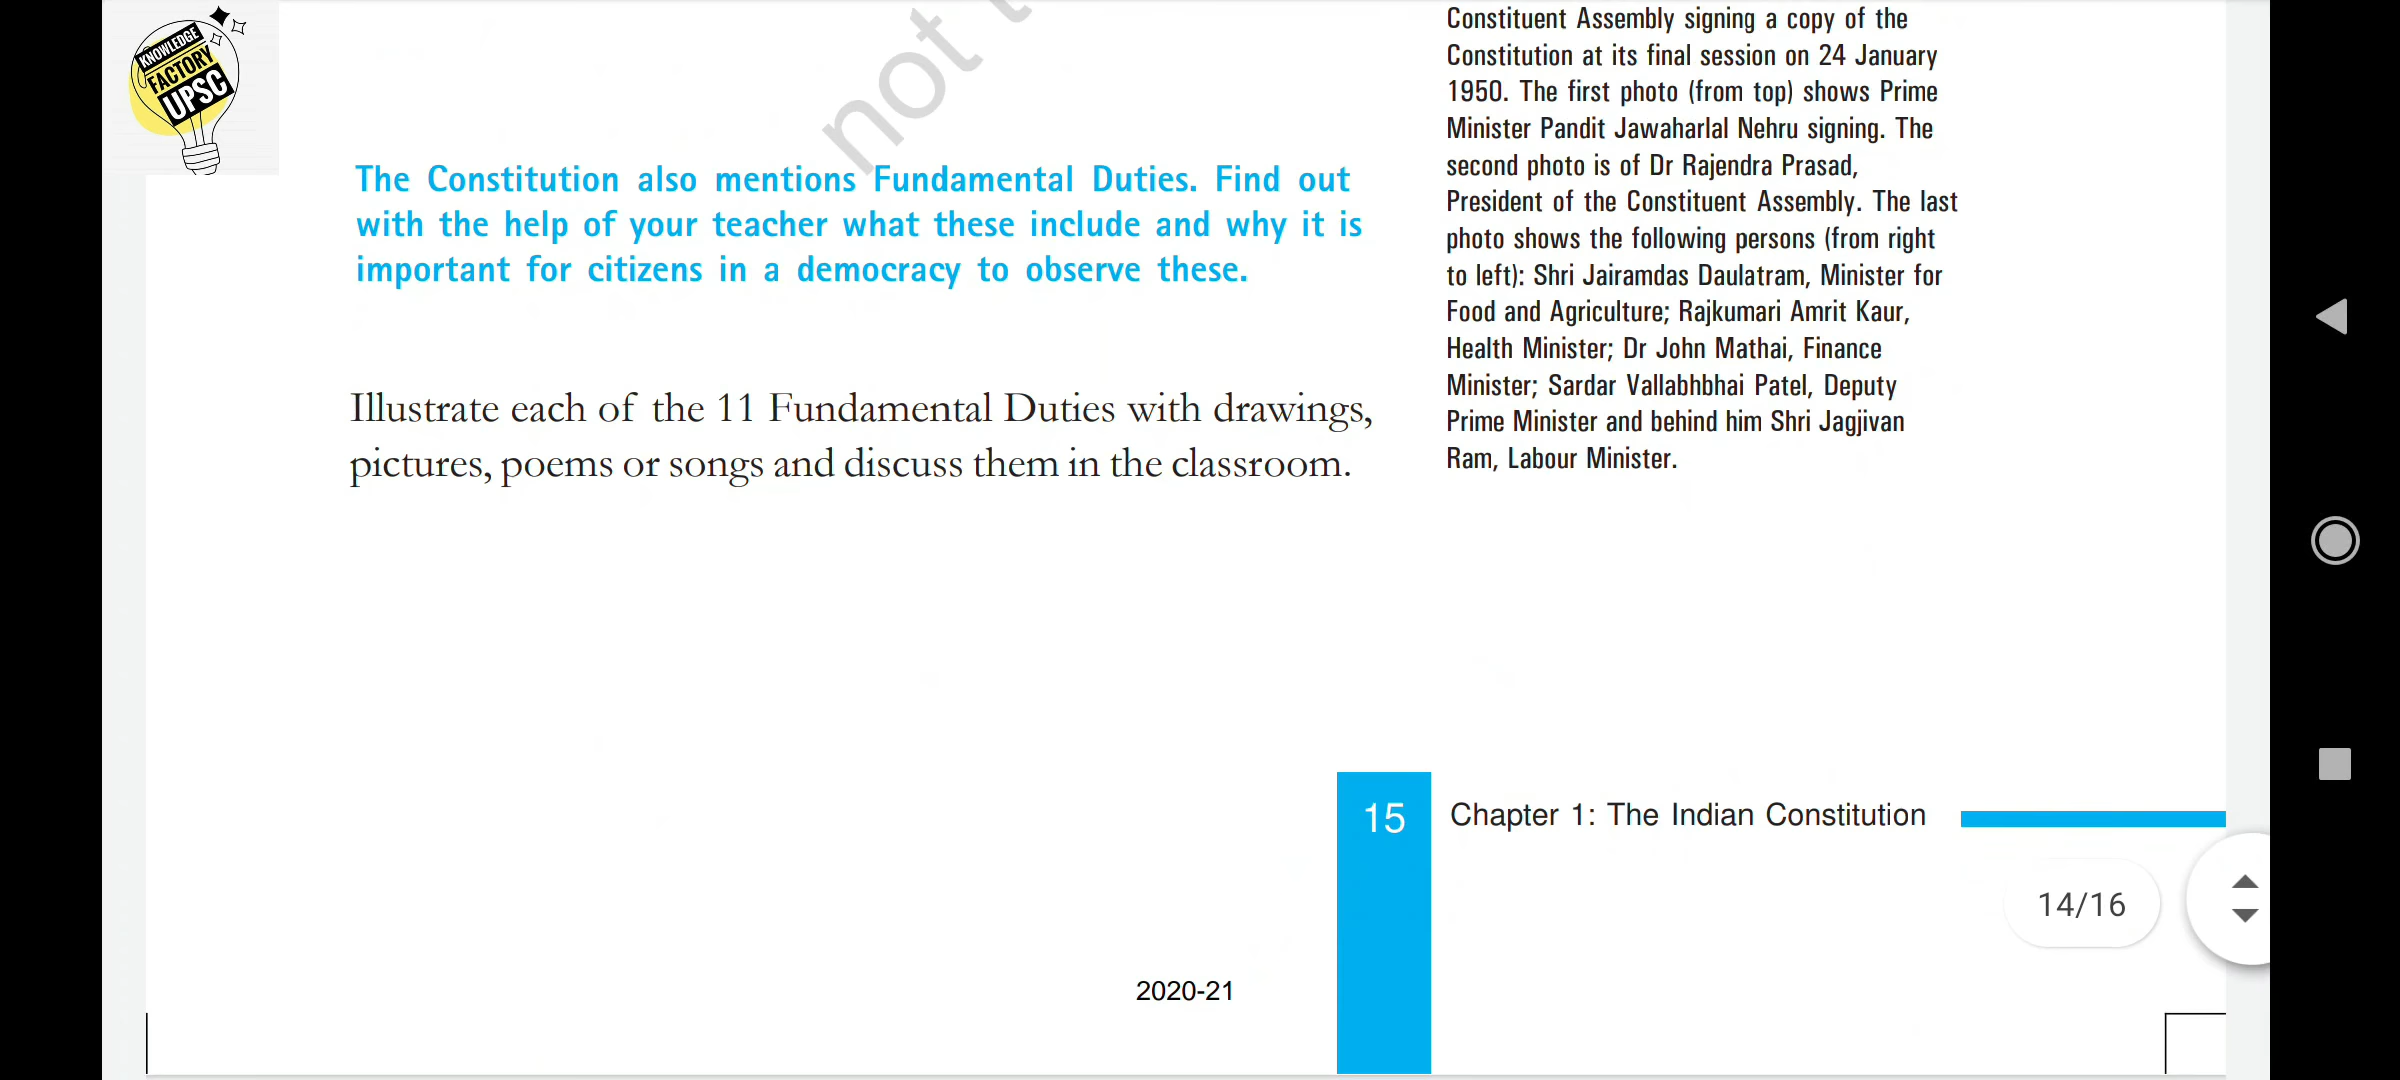 KNOWLEDGE
FACTORY
UPSC
not
The Constitution also mentions Fundamental Duties. Find out
with the help of your teacher what these include and why it is
important for citizens in a democracy to observe these.
Illustrate each of the 11 Fundamental Duties with drawings,
pictures, poems or songs and discuss them in the classroom.
Constituent Assembly signing a copy of the
Constitution at its final session on 24 January
1950. The first photo (from top) shows Prime
Minister Pandit Jawaharlal Nehru signing. The
second photo is of Dr Rajendra Prasad,
President of the Constituent Assembly. The last
photo shows the following persons (from right
to left): Shri Jairamdas Daulatram, Minister for
Food and Agriculture; Rajkumari Amrit Kaur,
Health Minister; Dr John Mathai, Finance
Minister; Sardar Vallabhbhai Patel, Deputy
Prime Minister and behind him Shri Jagjivan
Ram, Labour Minister.
15
Chapter 1: The Indian Constitution
14/16
2020-21